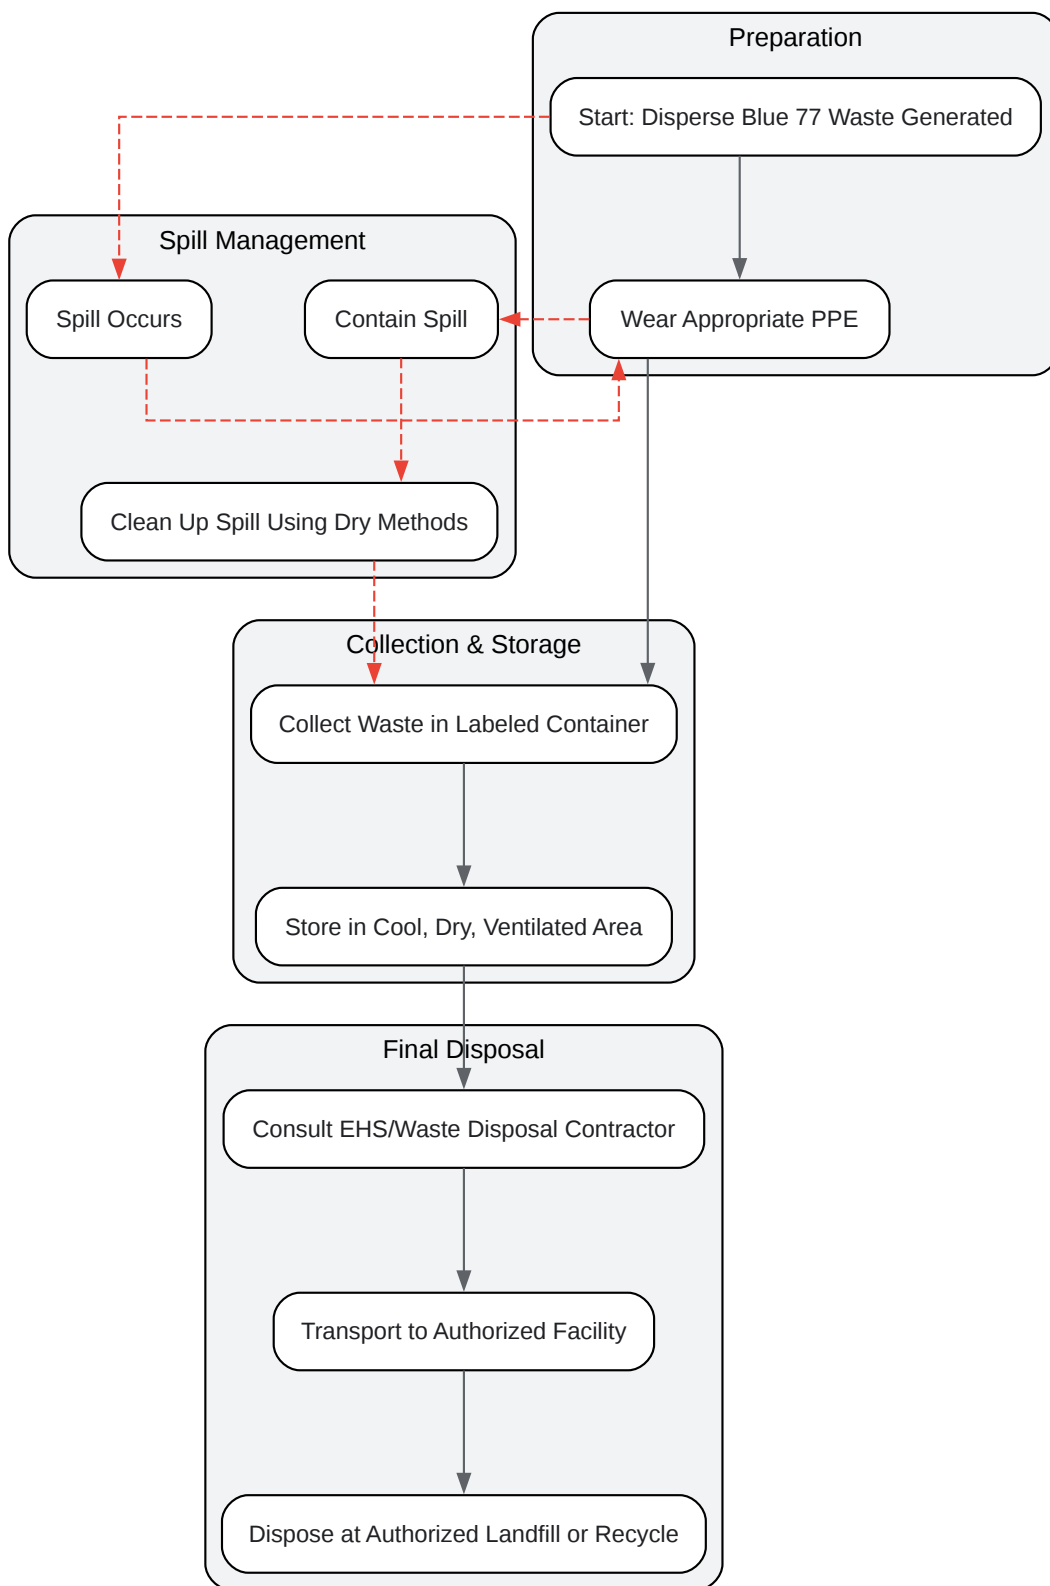 Preparation
Start: Disperse Blue 77 Waste Generated
Spill Management
Spill Occurs
Contain Spill
Wear Appropriate PPE
Clean Up Spill Using Dry Methods
Collection & Storage
Collect Waste in Labeled Container
Store in Cool, Dry, Ventilated Area
Final Disposal
Consult EHS/Waste Disposal Contractor
Transport to Authorized Facility
Dispose at Authorized Landfill or Recycle